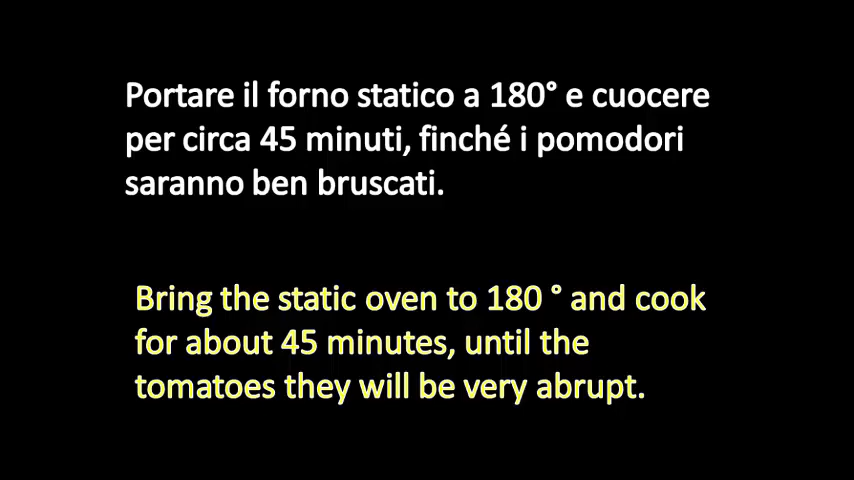 Portare il forno statico a 180° e cuocere
per circa 45 minuti, finché i pomodori
saranno ben bruscati.
Bring the static oven to 180 ° and cook
for about 45 minutes, until the
tomatoes they will be very abrupt.